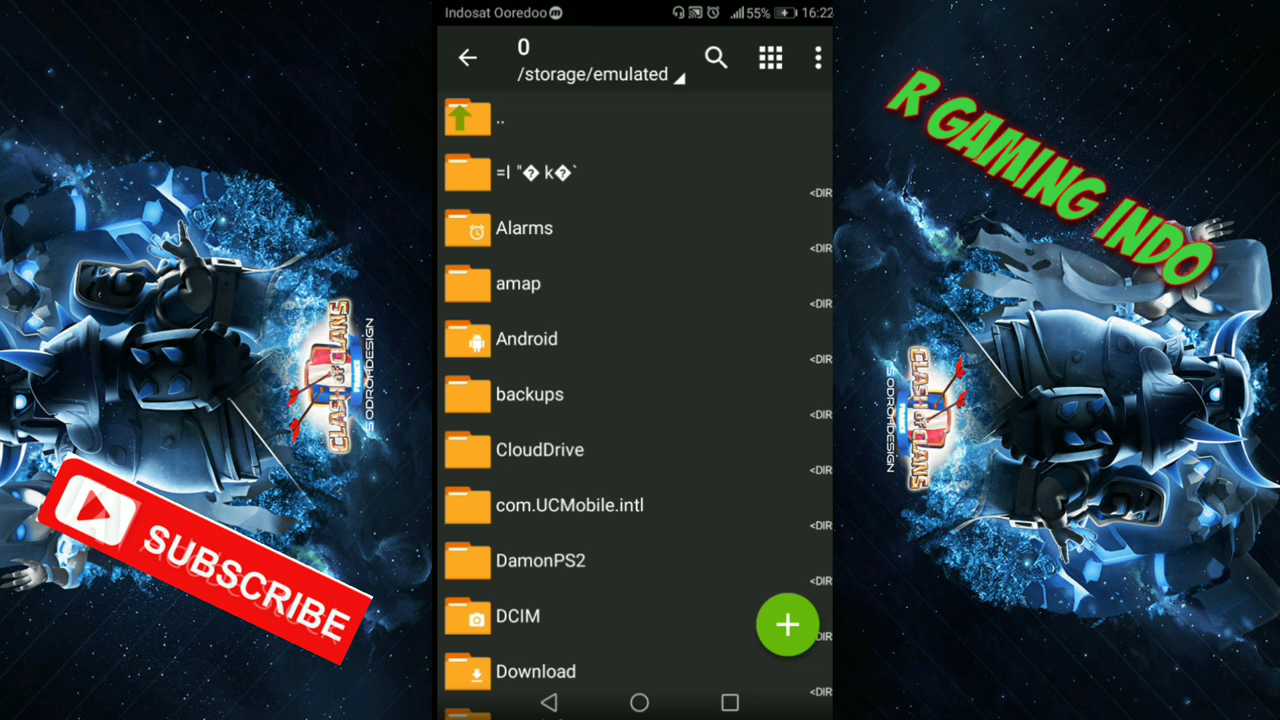 Indosat Ooredoo m
55% 16:22
0
/storage/emulated
..
Alarms
amap
Android
backups
CloudDrive
com.UCMobile.intl
DamonPS2
DCIM
Download
<DIR
<DIR
<DIR
<DIR
<DIR
<DIR
<DIR
<DIR
DIR
<DIR
SUBSCRIBE
CLASH OF CLANS
SODROHDESIGN
R GAMING INDO
CLASH OF CLANS
SODROHDESIGN